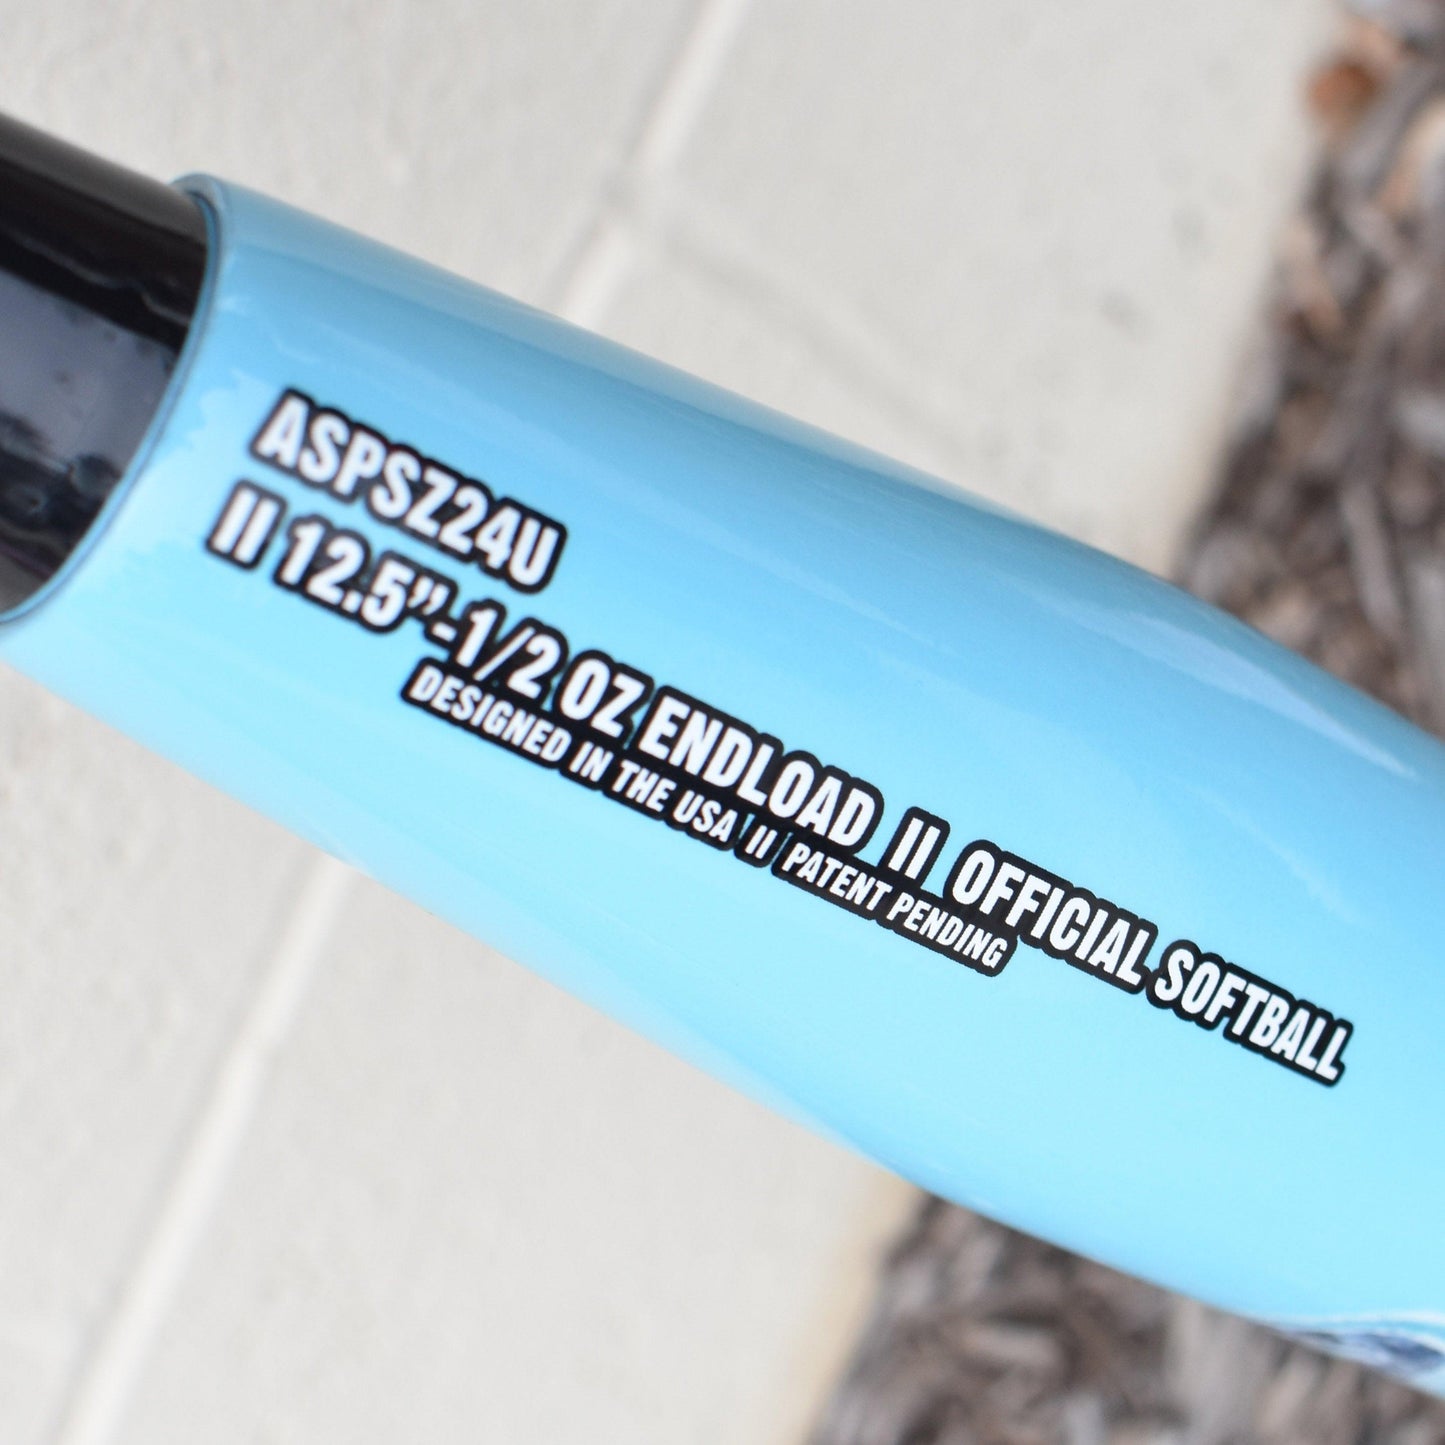 ASPSZ24U
II 12.5”-1/2 OZ ENDLOAD II OFFICIAL SOFTBALL
DESIGNED IN THE USA II PATENT PENDING